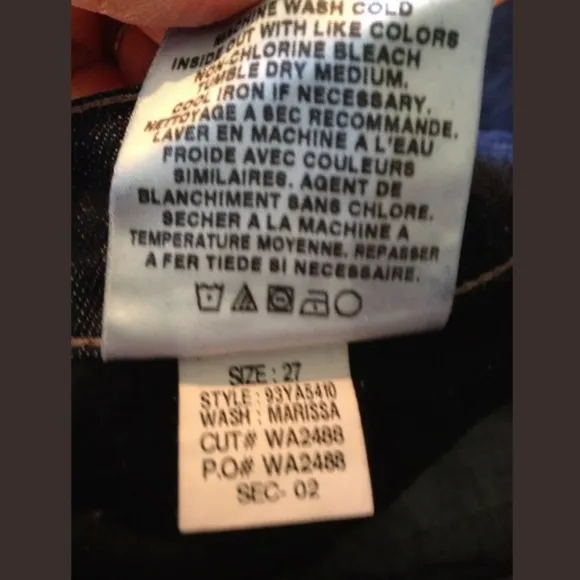 MACHINE WASH COLD
INSIDE OUT WITH LIKE COLORS
NON-CHLORINE BLEACH
TUMBLE DRY MEDIUM.
COOL IRON IF NECESSARY.
NETTOYAGE A SEC RECOMMANDE.
LAVER EN MACHINE A L'EAU
FROIDE AVEC COULEURS
SIMILAIRES. AGENT DE
BLANCHIMENT SANS CHLORE.
SECHER A LA MACHINE A
TEMPERATURE MOYENNE. REPASSER
A FER TIEDE SI NECESSAIRE.
SIZE : 27
STYLE : 93YA5410
WASH : MARISSA
CUT# WA2488
P.O# WA2488
SEC- 02